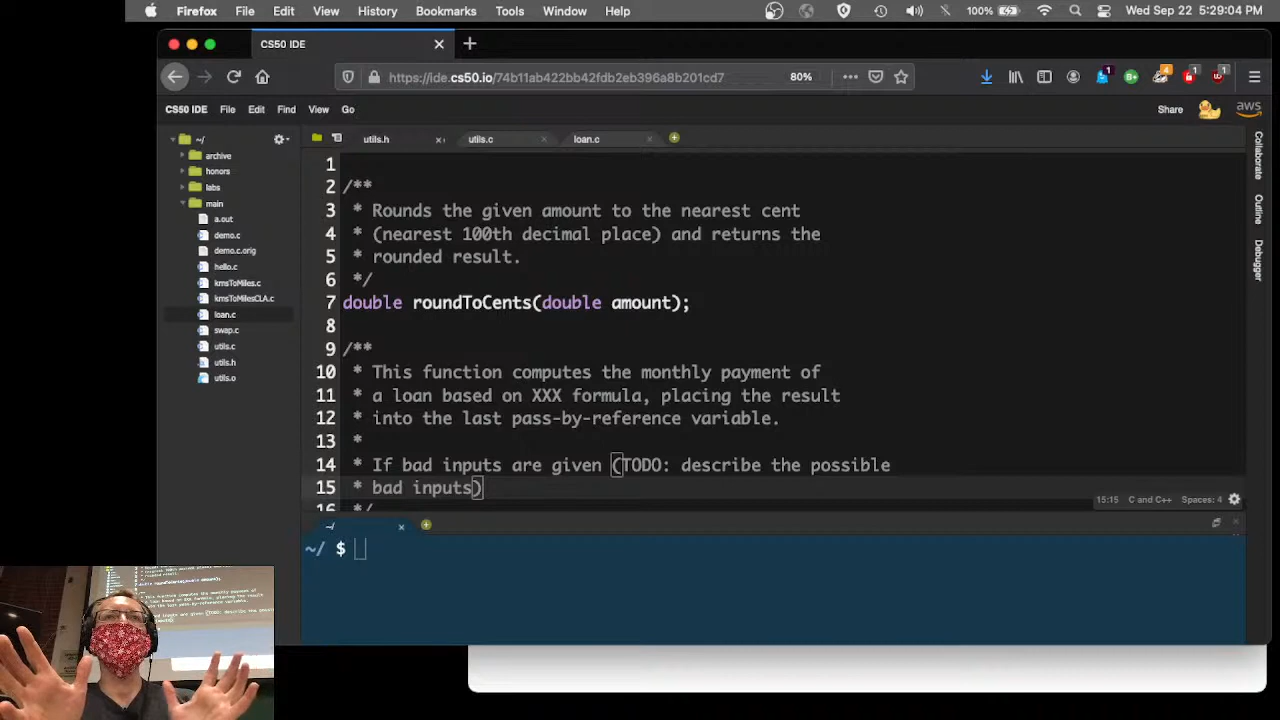 Firefox File Edit View History Bookmarks Tools Window Help 100% Wed Sep 22 5:29:04 PM
CS50 IDE
https://ide.cs50.io/74b11ab422bb42fdb2eb396a8b201cd7 80%
CS50 IDE File Edit Find View Go Share aws
~/
archive
honors
labs
main
a.out
demo.c
demo.c.orig
hello.c
kmsToMiles.c
kmsToMilesCLA.c
loan.c
swap.c
utils.c
utils.h
utils.o
utils.h utils.c loan.c
1
2 /**
3 * Rounds the given amount to the nearest cent
4 * (nearest 100th decimal place) and returns the
5 * rounded result.
6 */
7 double roundToCents(double amount);
8
9 /**
10 * This function computes the monthly payment of
11 * a loan based on XXX formula, placing the result
12 * into the last pass-by-reference variable.
13 *
14 * If bad inputs are given (TODO: describe the possible
15 * bad inputs)
16 */
15:15 C and C++ Spaces: 4
Collaborate
Outline
Debugger
~/
~/ $